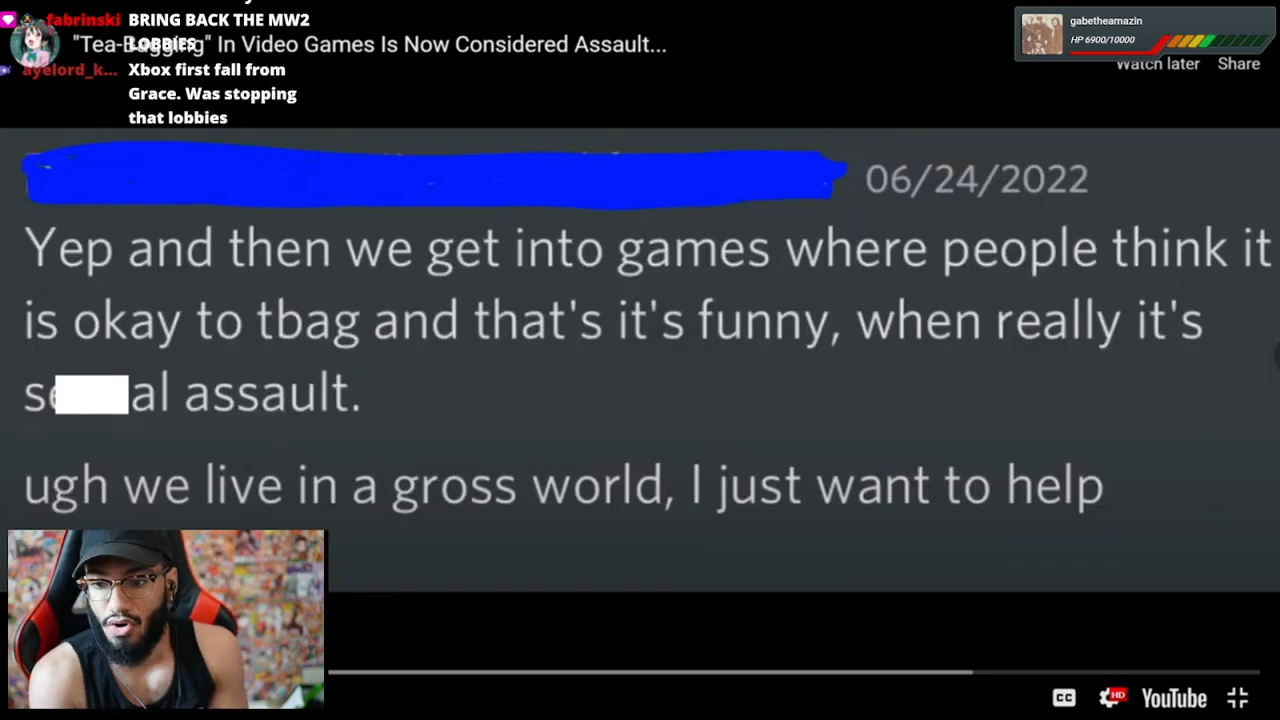 fabrinski BRING BACK THE MW2
LOBBIES
"Tea-Bagging" In Video Games Is Now Considered Assault...
ayelord_k... Xbox first fall from
Grace. Was stopping
that lobbies
gabetheamazin
HP 6900/10000
Watch later Share
06/24/2022
Yep and then we get into games where people think it
is okay to tbag and that's it's funny, when really it's
se al assault.
ugh we live in a gross world, I just want to help
CC HD YouTube